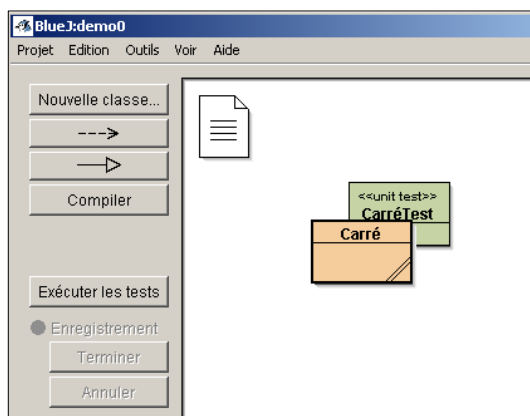 BlueJ:demo0
Projet Edition Outils Voir Aide
Nouvelle classe...
Compiler
<<unit test>>
CarréTest
Carré
Exécuter les tests
Enregistrement
Terminer
Annuler